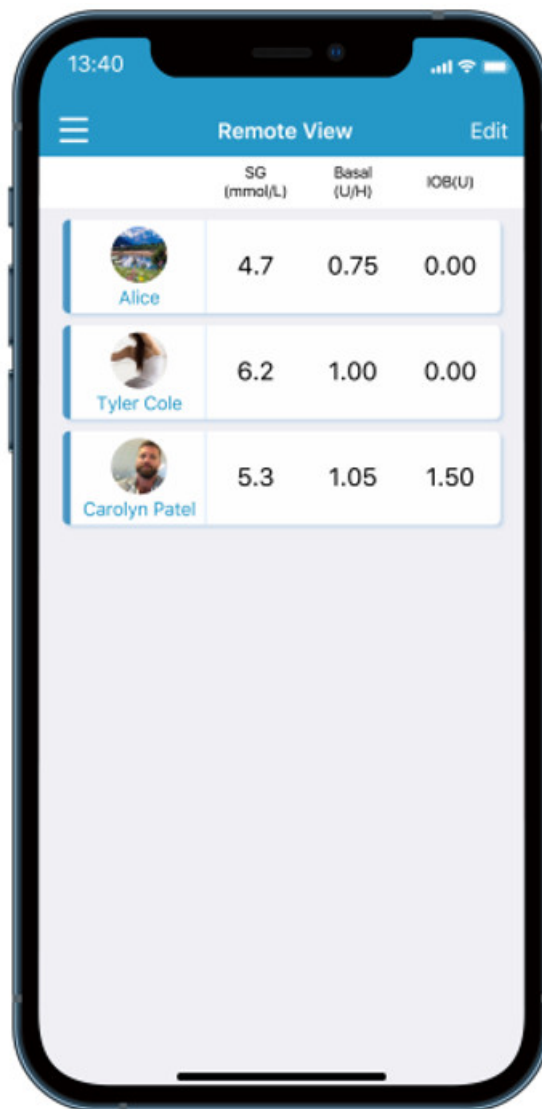 13:40
Remote View Edit
SG Basal IOB(U)
(mmol/L) (U/H)
Alice 4.7 0.75 0.00
Tyler Cole 6.2 1.00 0.00
Carolyn Patel 5.3 1.05 1.50